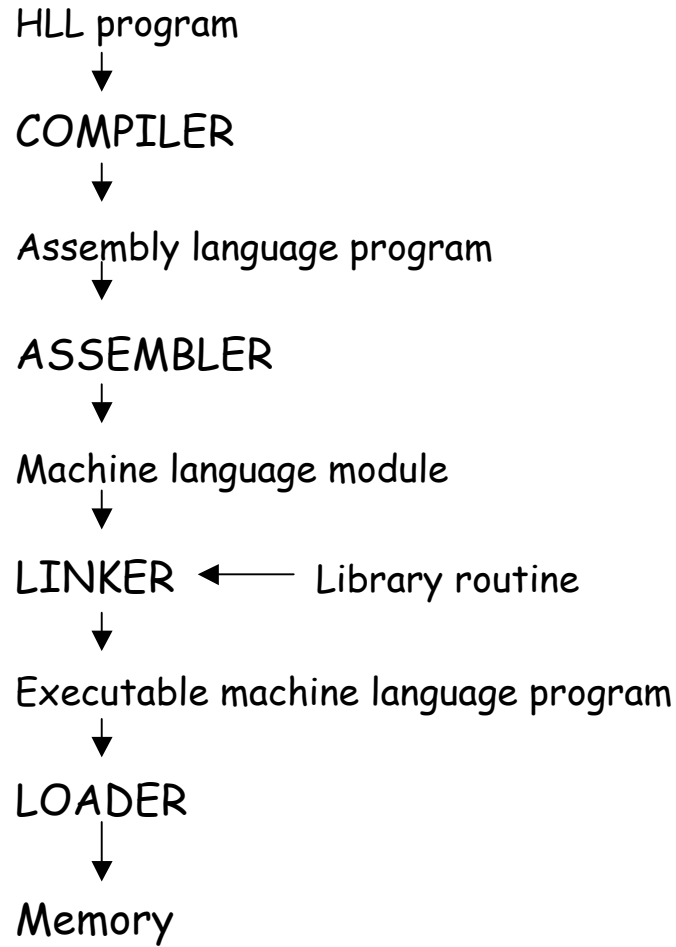 HLL program
COMPILER
Assembly language program
ASSEMBLER
Machine language module
LINKER Library routine
Executable machine language program
LOADER
Memory